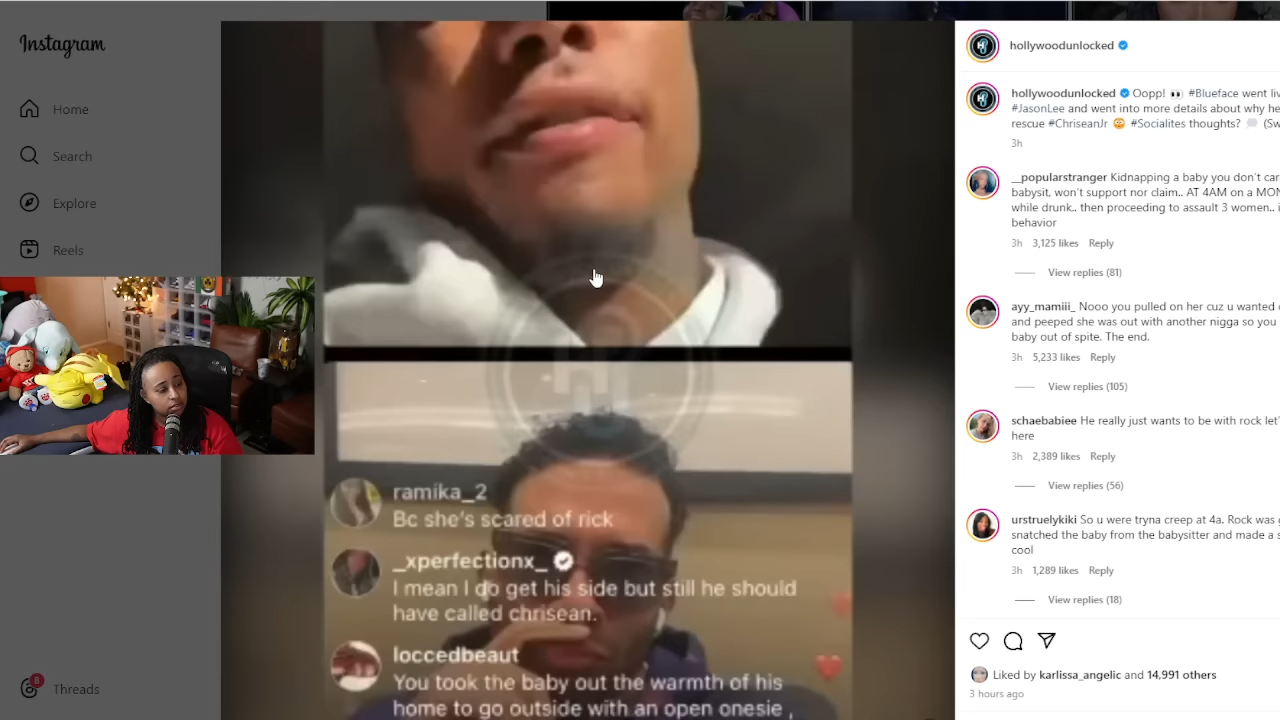 Instagram
Home
Search
Explore
Reels
8
Threads
ramika_2
Bc she's scared of rick
_xperfectionx_
I mean I do get his side but still he should
have called chrisean.
loccedbeaut
You took the baby out the warmth of his
home to go outside with an open onesie ,
hollywoodunlocked
hollywoodunlocked Oopp! 👀 #Blueface went li
#JasonLee and went into more details about why he
rescue #ChriseanJr 😳 #Socialites thoughts? 💭 (Sw
3h
__popularstranger Kidnapping a baby you don't car
babysit, won't support nor claim.. AT 4AM on a MON
while drunk.. then proceeding to assault 3 women.. i
behavior
3h 3,125 likes Reply
View replies (81)
ayy_mamiii_ Nooo you pulled on her cuz u wanted
and peeped she was out with another nigga so you
baby out of spite. The end.
3h 5,233 likes Reply
View replies (105)
schaebabiee He really just wants to be with rock let'
here
3h 2,389 likes Reply
View replies (56)
urstruelykiki So u were tryna creep at 4a. Rock was
snatched the baby from the babysitter and made a s
cool
3h 1,289 likes Reply
View replies (18)
Liked by karlissa_angelic and 14,991 others
3 hours ago